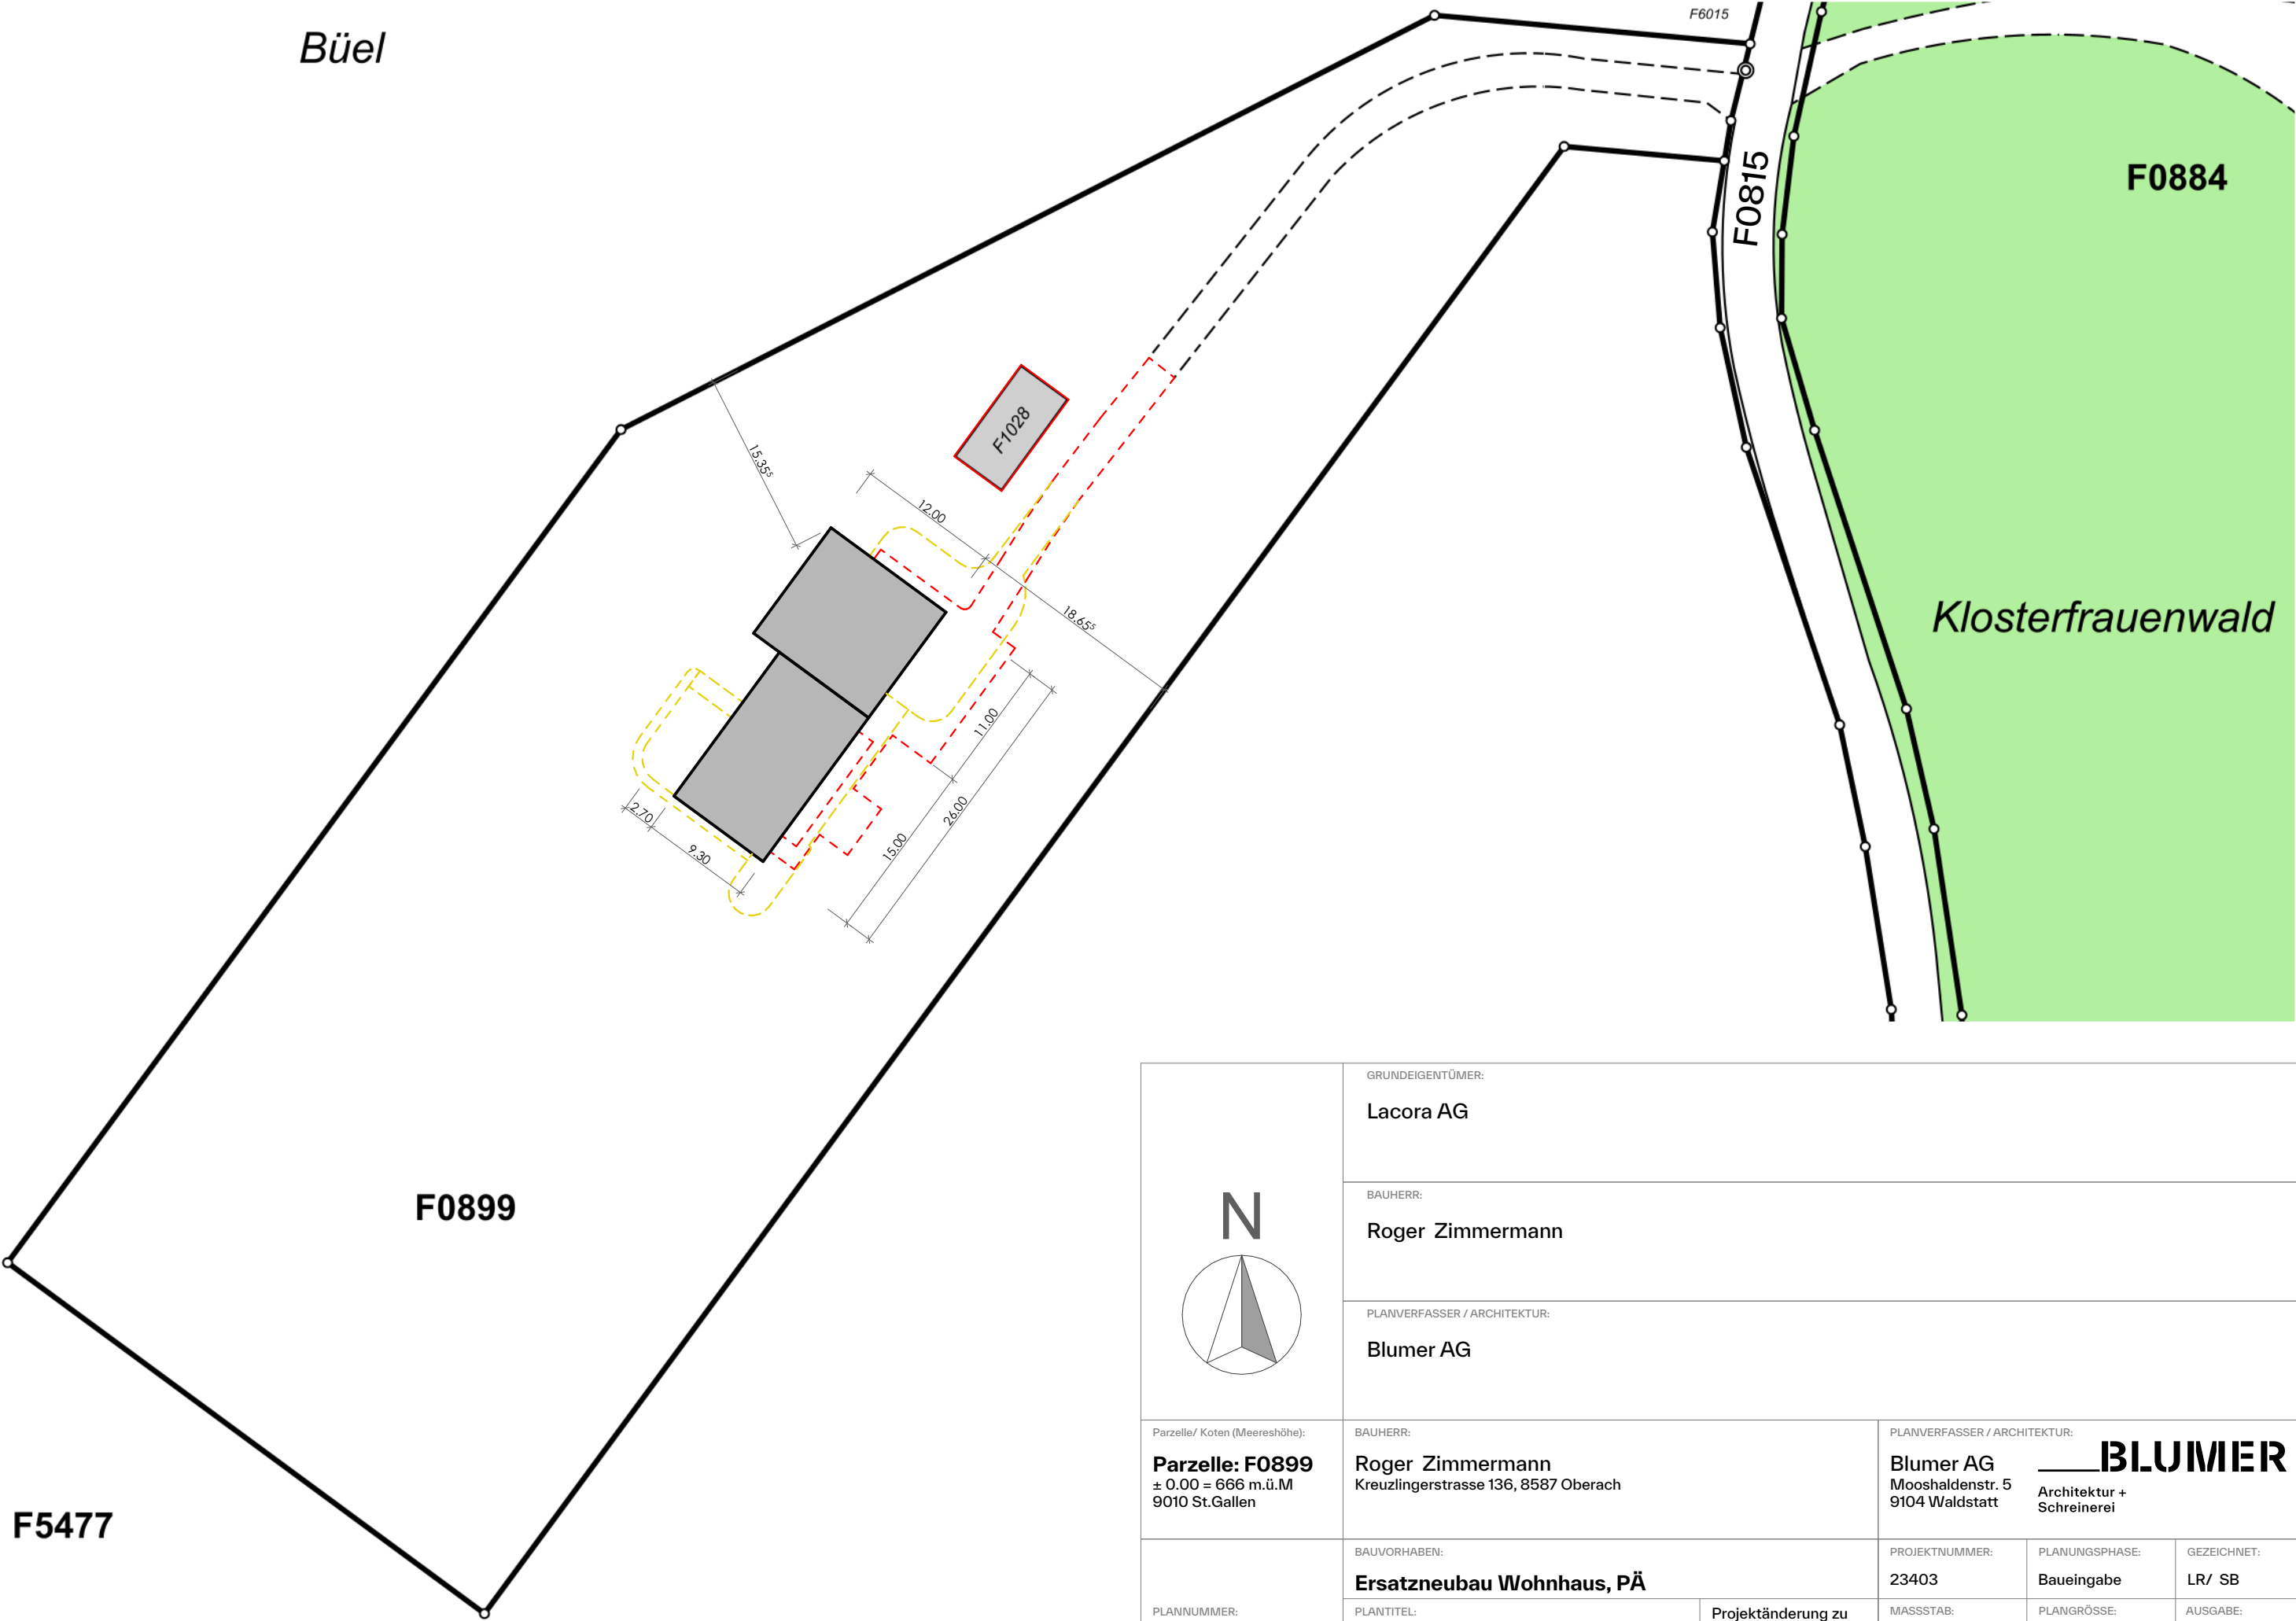 Büel
F6015
F0815
F0884
F1028
15.35⁵
12.00
18.65⁵
Klosterfrauenwald
11.00
26.00
15.00
2.70
9.30
F0899
F5477
N
GRUNDEIGENTÜMER:
Lacora AG
BAUHERR:
Roger Zimmermann
PLANVERFASSER / ARCHITEKTUR:
Blumer AG
Parzelle/ Koten (Meereshöhe):
Parzelle: F0899
± 0.00 = 666 m.ü.M
9010 St.Gallen
BAUHERR:
Roger Zimmermann
Kreuzlingerstrasse 136, 8587 Oberach
PLANVERFASSER / ARCHITEKTUR:
Blumer AG
Mooshaldenstr. 5
9104 Waldstatt
BLUMER
Architektur +
Schreinerei
BAUVORHABEN:
Ersatzneubau Wohnhaus, PÄ
PROJEKTNUMMER:
23403
PLANUNGSPHASE:
Baueingabe
GEZEICHNET:
LR/ SB
PLANNUMMER:
PLANTITEL:
Projektänderung zu
MASSSTAB:
PLANGRÖSSE:
AUSGABE: